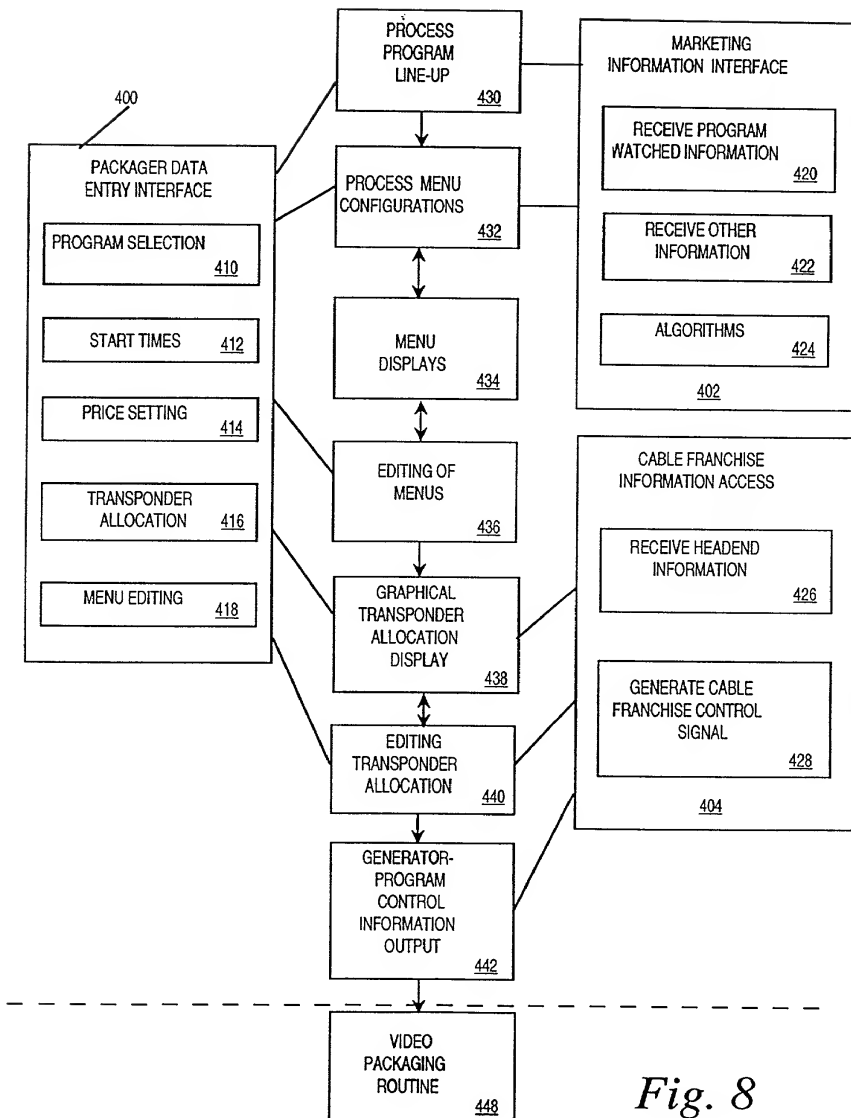 400
PACKAGER DATA
ENTRY INTERFACE
PROGRAM SELECTION
410
START TIMES
412
PRICE SETTING
414
TRANSPONDER
ALLOCATION
416
MENU EDITING
418
PROCESS
PROGRAM
LINE-UP
430
PROCESS MENU
CONFIGURATIONS
432
MENU
DISPLAYS
434
EDITING OF
MENUS
436
GRAPHICAL
TRANSPONDER
ALLOCATION
DISPLAY
438
EDITING
TRANSPONDER
ALLOCATION
440
GENERATOR-
PROGRAM
CONTROL
INFORMATION
OUTPUT
442
VIDEO
PACKAGING
ROUTINE
448
MARKETING
INFORMATION INTERFACE
RECEIVE PROGRAM
WATCHED INFORMATION
420
RECEIVE OTHER
INFORMATION
422
ALGORITHMS
424
402
CABLE FRANCHISE
INFORMATION ACCESS
RECEIVE HEADEND
INFORMATION
426
GENERATE CABLE
FRANCHISE CONTROL
SIGNAL
428
404
Fig. 8